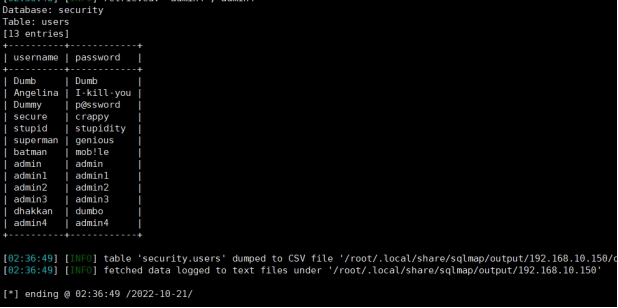 Database: security
Table: users
[13 entries]
+----------+------------+
| username | password   |
+----------+------------+
| Dumb     | Dumb       |
| Angelina | I-kill-you |
| Dummy    | p@ssword   |
| secure   | crappy     |
| stupid   | stupidity  |
| superman | genious    |
| batman   | mob!le     |
| admin    | admin      |
| admin1   | admin1     |
| admin2   | admin2     |
| admin3   | admin3     |
| dhakkan  | dumbo      |
| admin4   | admin4     |
+----------+------------+
[02:36:49] [INFO] table 'security.users' dumped to CSV file '/root/.local/share/sqlmap/output/192.168.10.150/
[02:36:49] [INFO] fetched data logged to text files under '/root/.local/share/sqlmap/output/192.168.10.150'
[*] ending @ 02:36:49 /2022-10-21/